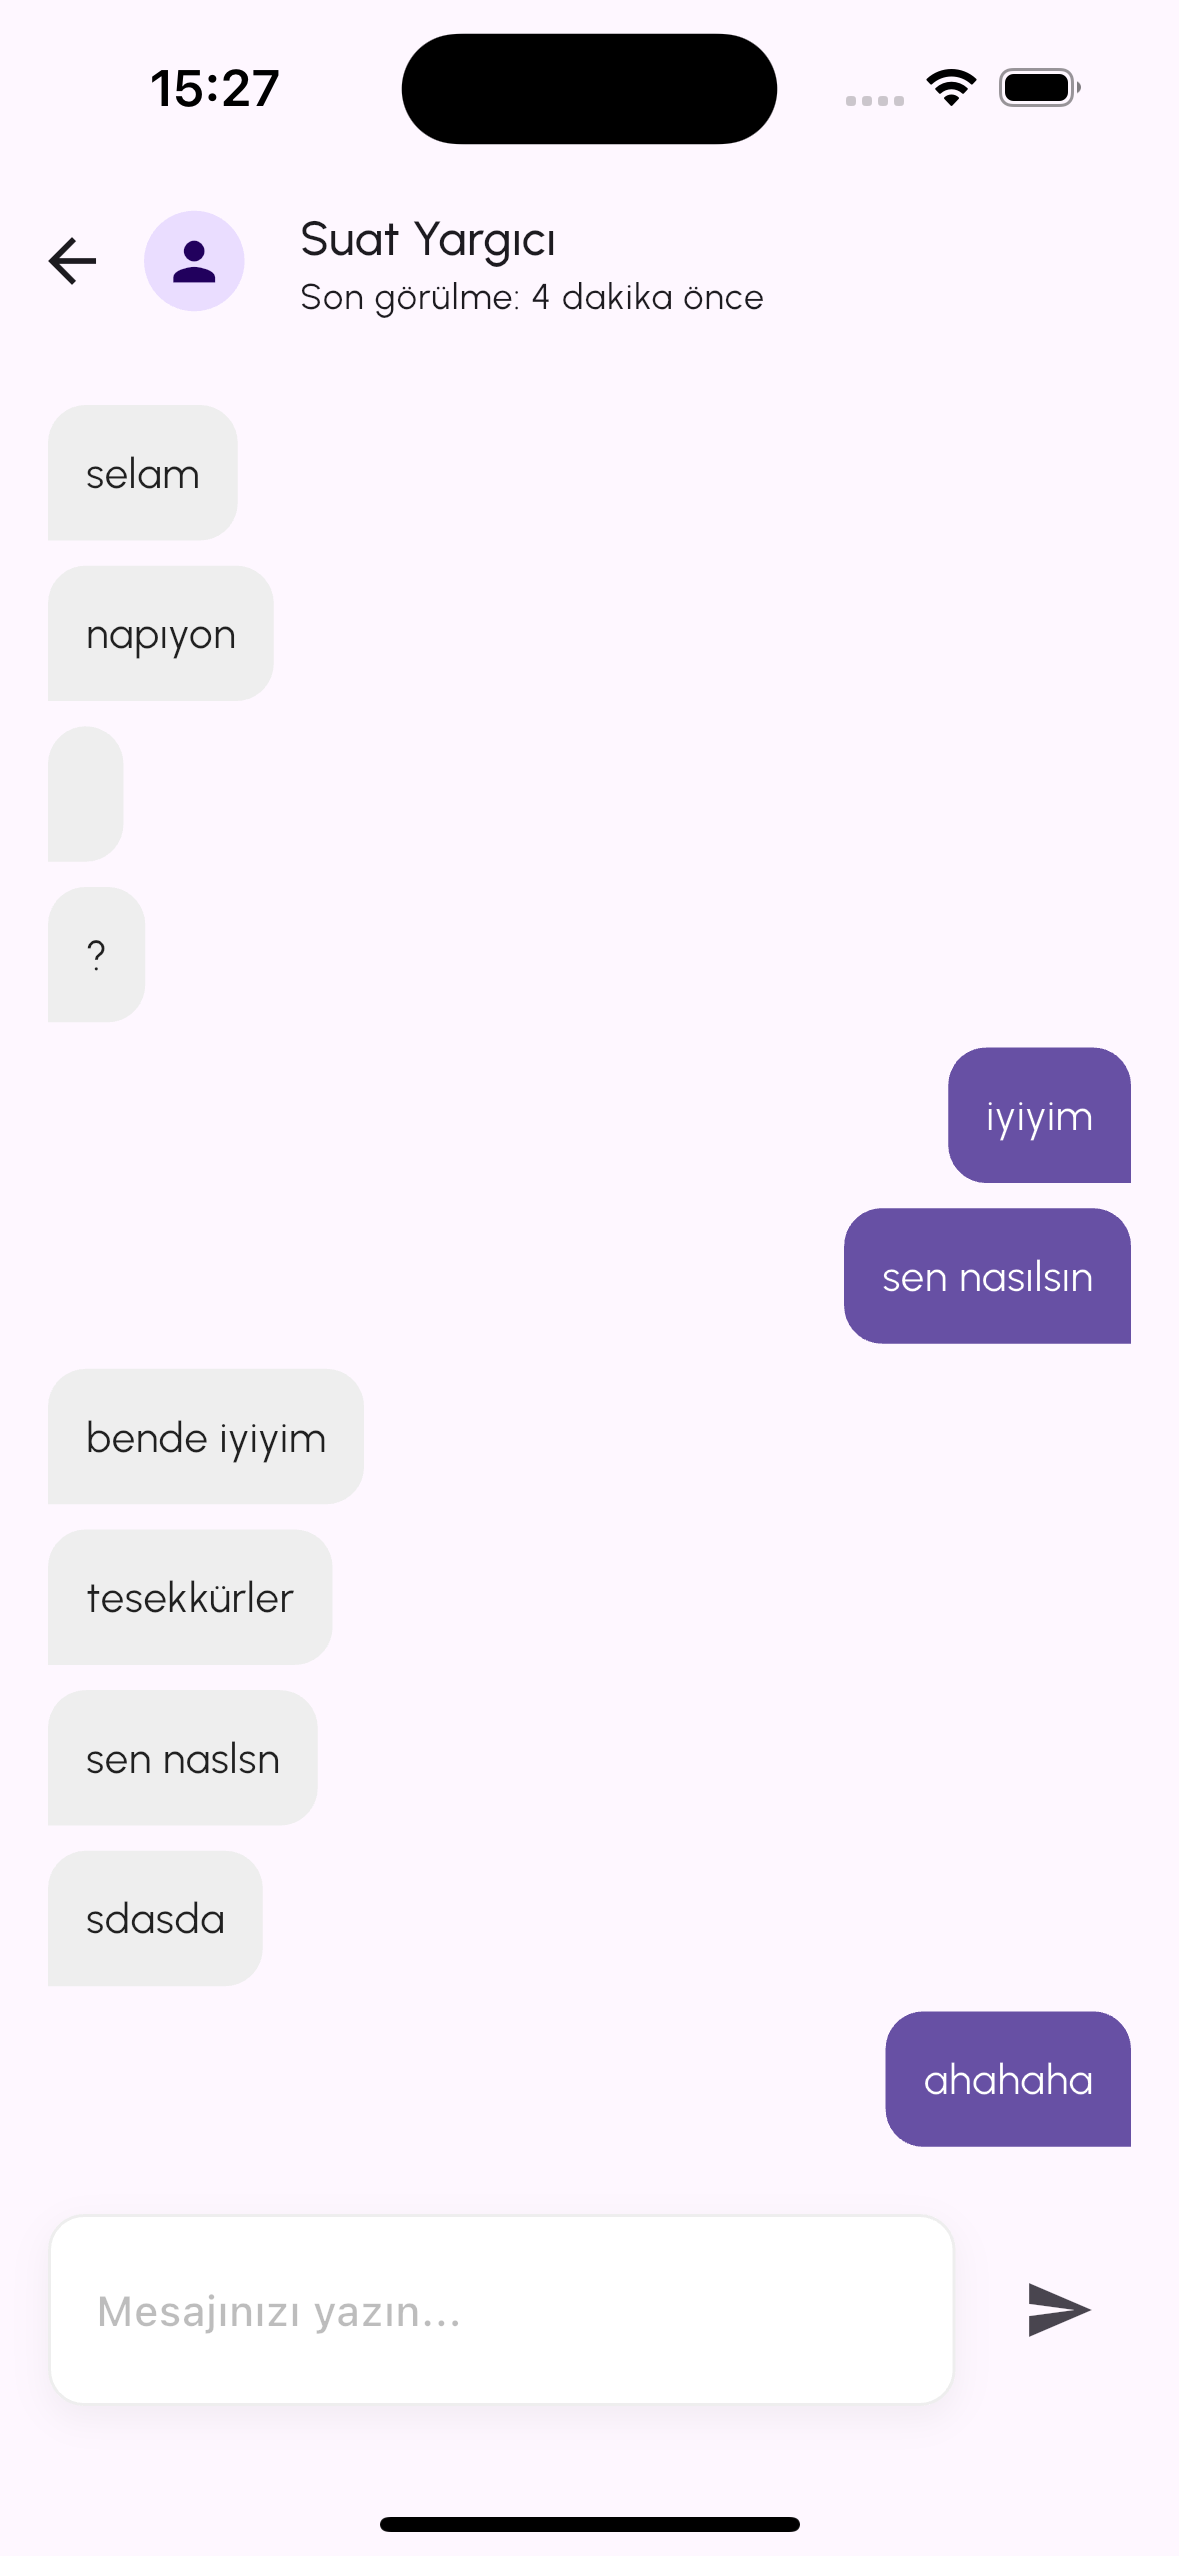 15:27
Suat Yargıcı
Son görülme: 4 dakika önce
selam
napıyon
?
iyiyim
sen nasılsın
bende iyiyim
tesekkürler
sen naslsn
sdasda
ahahaha
Mesajınızı yazın...